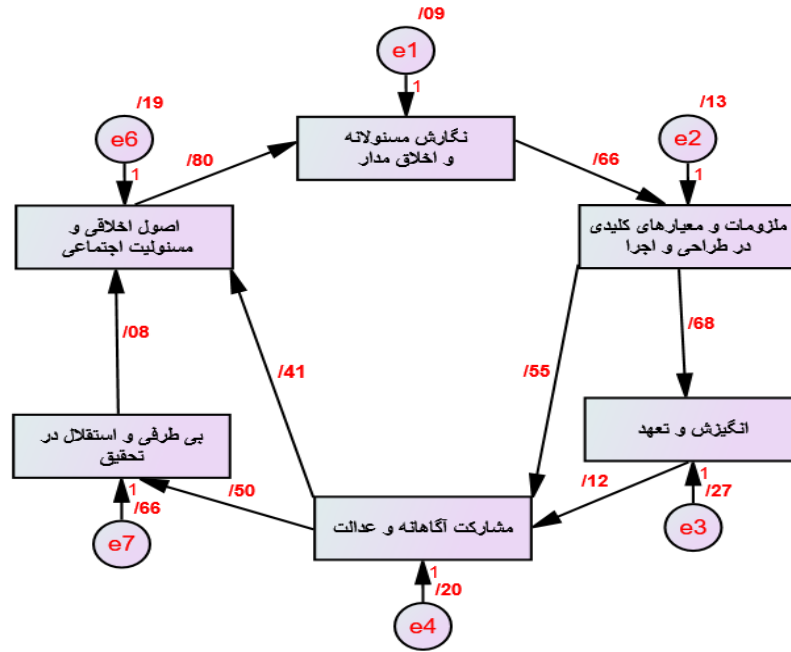 /09
e1
1
نگارش مسئولانه
و اخلاق مدار
/19
e6
1
/80
/66
/13
e2
1
اصول اخلاقی و
مسئولیت اجتماعی
ملزومات و معیارهای کلیدی
در طراحی و اجرا
/08
/41
/55
/68
بی طرفی و استقلال در
تحقیق
انگیزش و تعهد
1
/66
e7
/50
/12
1
/27
e3
مشارکت آگاهانه و عدالت
1
/20
e4